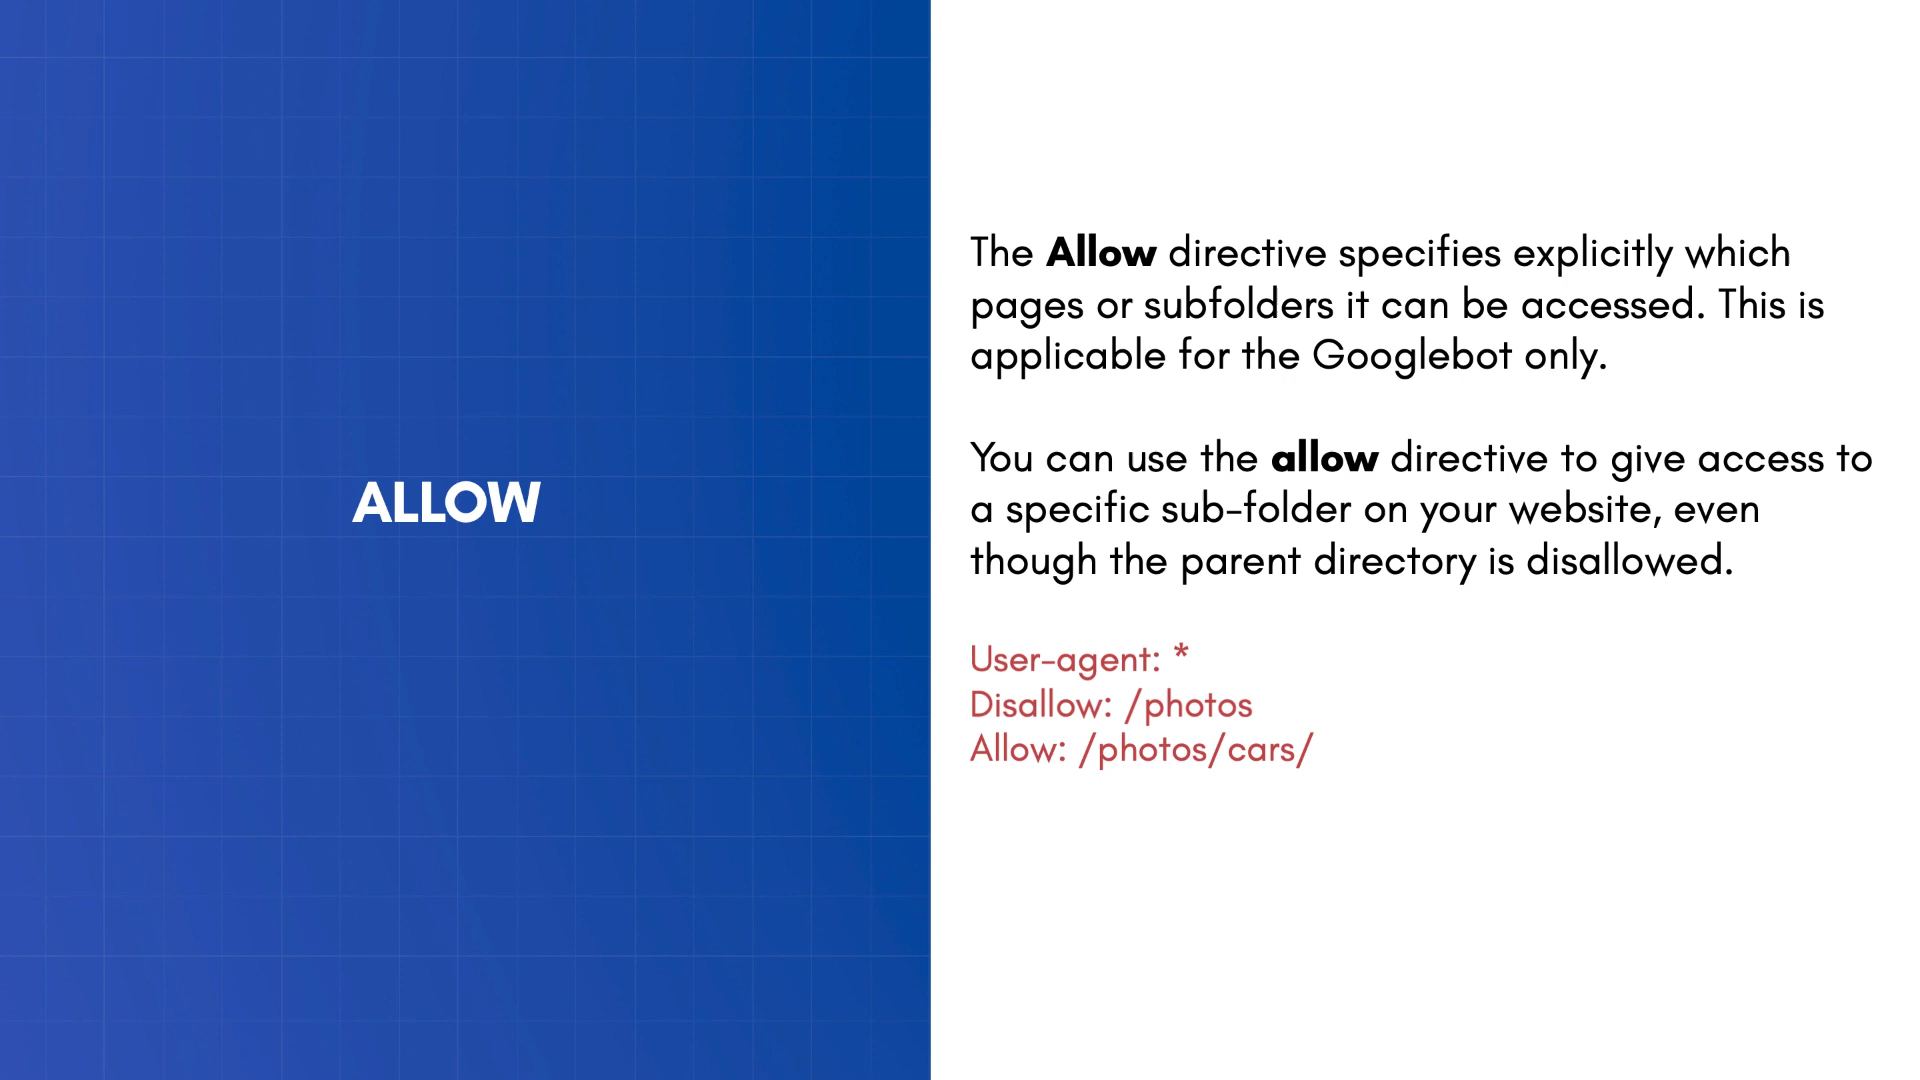 ALLOW
The Allow directive specifies explicitly which
pages or subfolders it can be accessed. This is
applicable for the Googlebot only.
You can use the allow directive to give access to
a specific sub-folder on your website, even
though the parent directory is disallowed.
User-agent: *
Disallow: /photos
Allow: /photos/cars/